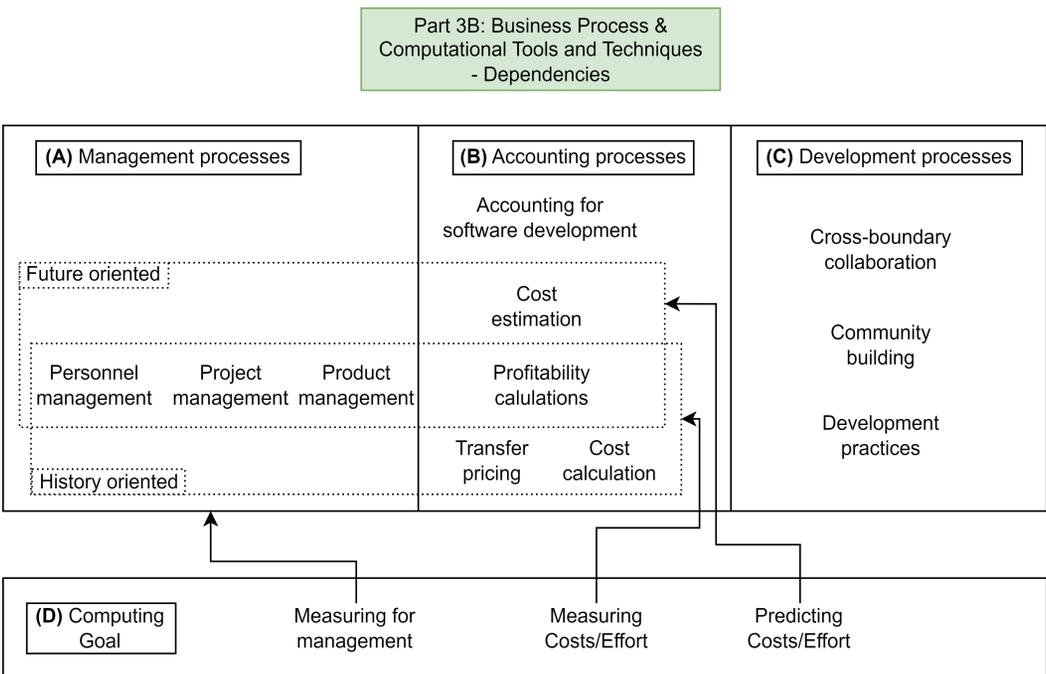 Part 3B: Business Process &
Computational Tools and Techniques
- Dependencies
(A) Management processes
(B) Accounting processes
(C) Development processes
Accounting for
software development
Cross-boundary
collaboration
Future oriented
Cost
estimation
Community
building
Personnel
management
Project
management
Product
management
Profitability
calulations
Development
practices
Transfer
pricing
Cost
calculation
History oriented
(D) Computing
Goal
Measuring for
management
Measuring
Costs/Effort
Predicting
Costs/Effort